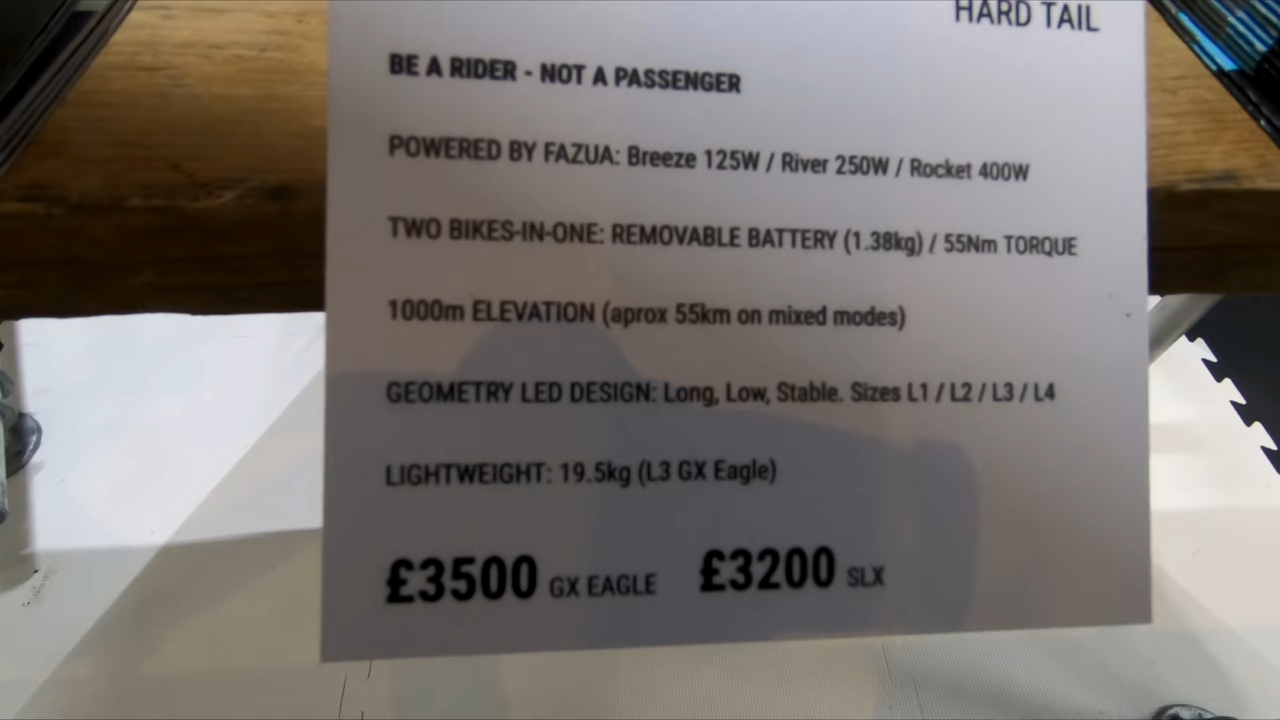 HARD TAIL
BE A RIDER - NOT A PASSENGER
POWERED BY FAZUA: Breeze 125W / River 250W / Rocket 400W
TWO BIKES-IN-ONE: REMOVABLE BATTERY (1.38kg) / 55Nm TORQUE
1000m ELEVATION (aprox 55km on mixed modes)
GEOMETRY LED DESIGN: Long, Low, Stable. Sizes L1 / L2 / L3 / L4
LIGHTWEIGHT: 19.5kg (L3 GX Eagle)
£3500 GX EAGLE £3200 SLX